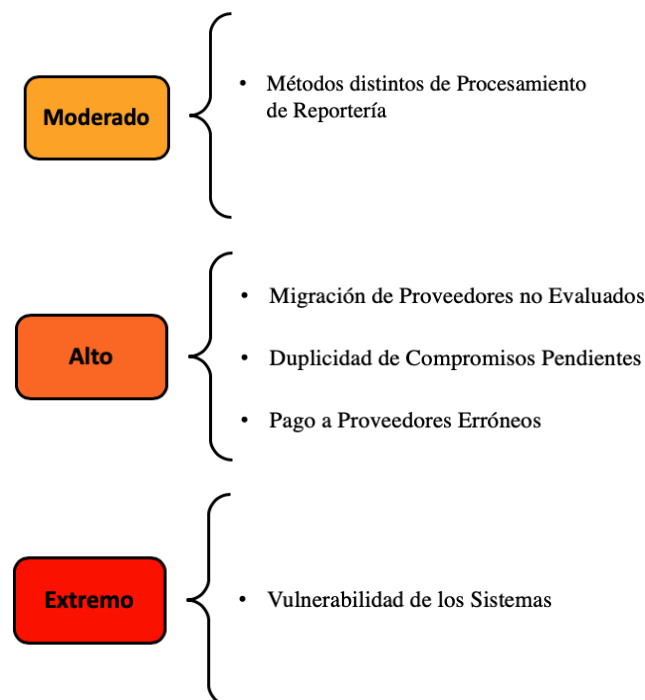 Moderado
• Métodos distintos de Procesamiento
de Reportería
Alto
• Migración de Proveedores no Evaluados
• Duplicidad de Compromisos Pendientes
• Pago a Proveedores Erróneos
Extremo
• Vulnerabilidad de los Sistemas